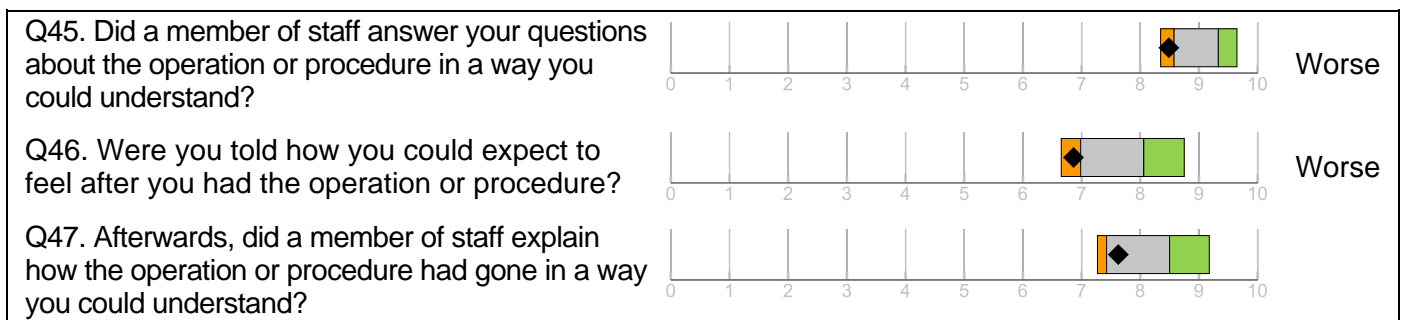 Q45. Did a member of staff answer your questions
about the operation or procedure in a way you
could understand?
0 1 2 3 4 5 6 7 8 9 10
Worse
Q46. Were you told how you could expect to
feel after you had the operation or procedure?
0 1 2 3 4 5 6 7 8 9 10
Worse
Q47. Afterwards, did a member of staff explain
how the operation or procedure had gone in a way
you could understand?
0 1 2 3 4 5 6 7 8 9 10